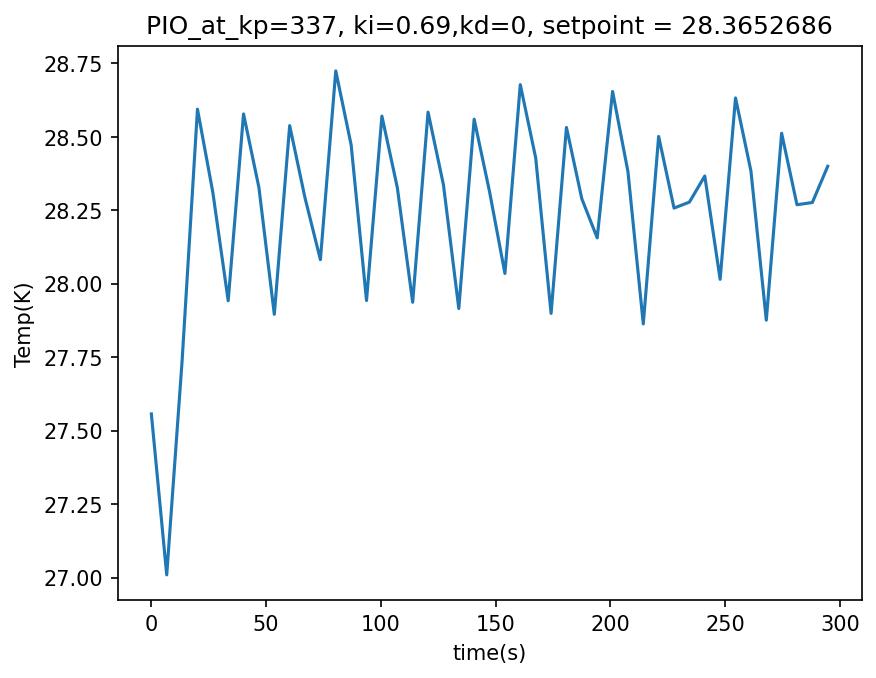 PIO_at_kp=337, ki=0.69,kd=0, setpoint = 28.3652686
28.75
28.50
28.25
28.00
27.75
27.50
27.25
27.00
Temp(K)
0 50 100 150 200 250 300
time(s)